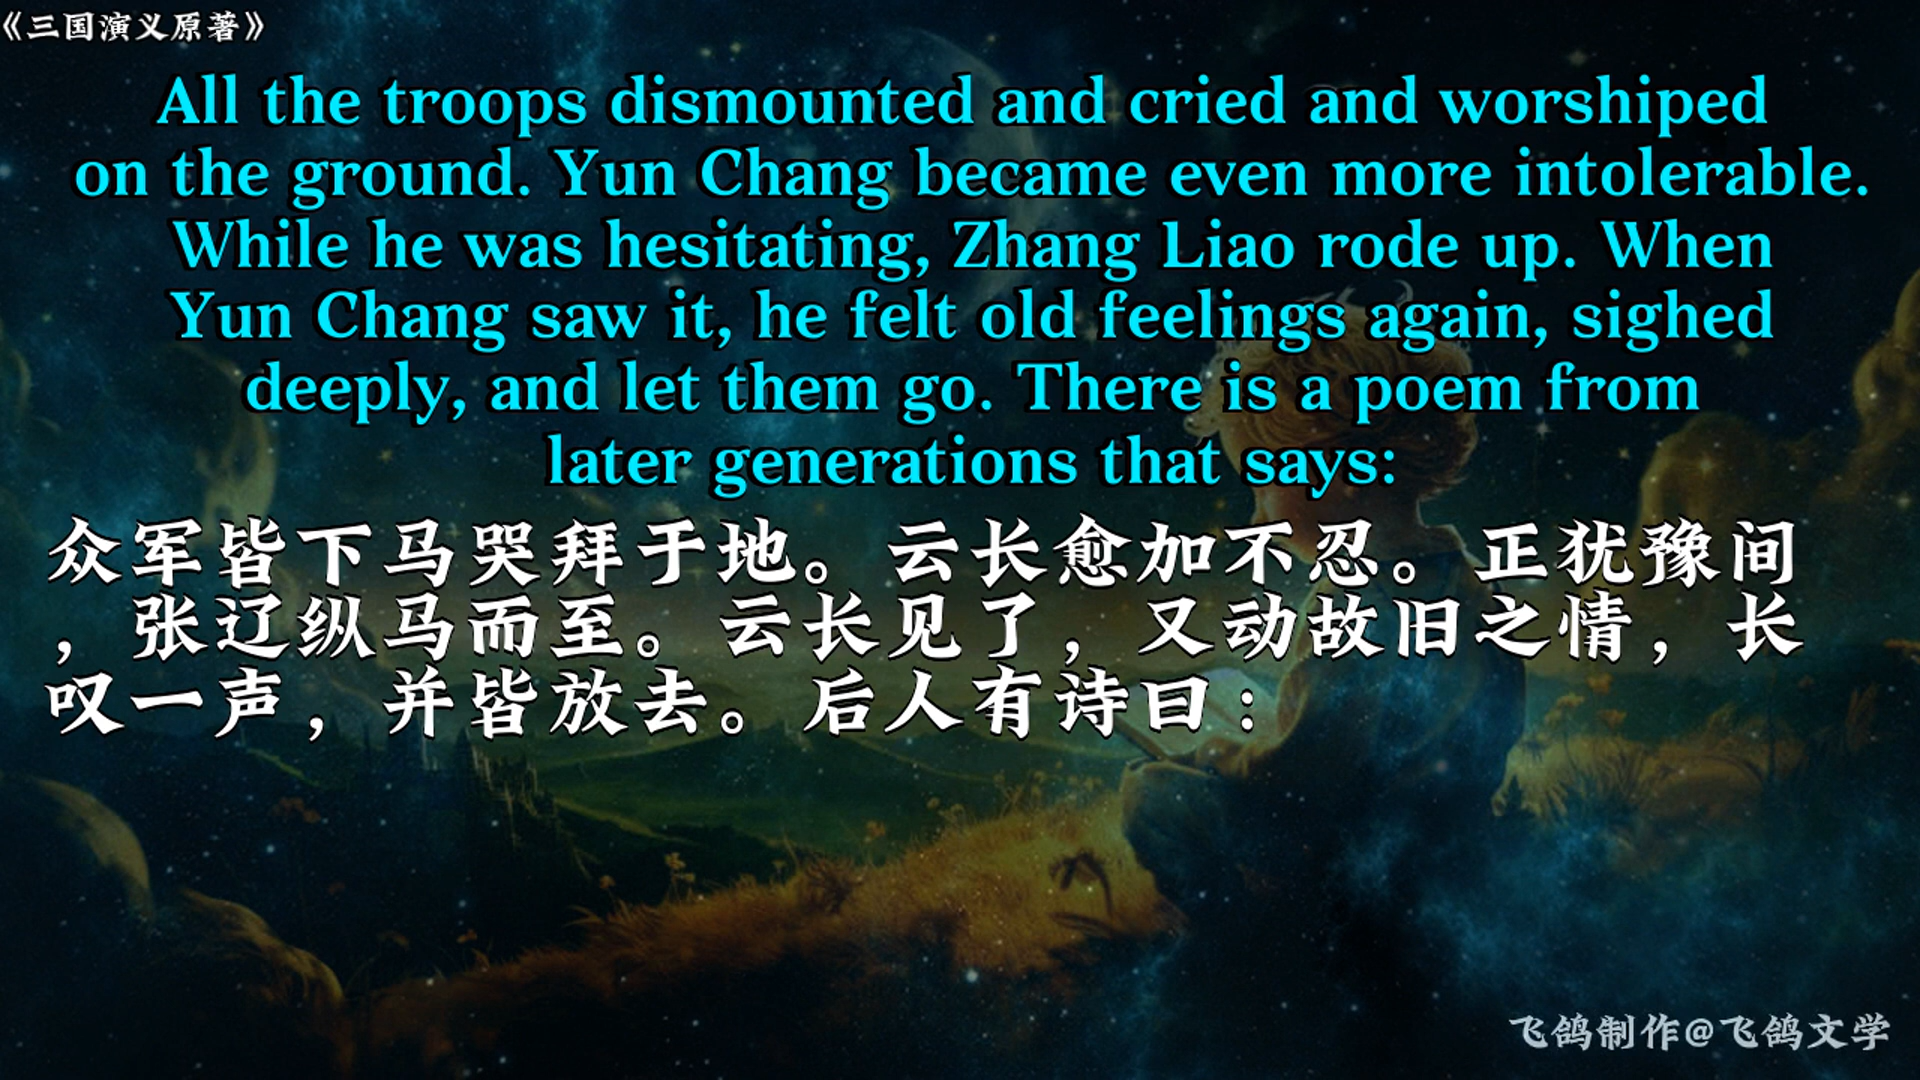 《三国演义原著》
All the troops dismounted and cried and worshiped
on the ground. Yun Chang became even more intolerable.
While he was hesitating, Zhang Liao rode up. When
Yun Chang saw it, he felt old feelings again, sighed
deeply, and let them go. There is a poem from
later generations that says:
众军皆下马哭拜于地。云长愈加不忍。正犹豫间
，张辽纵马而至。云长见了，又动故旧之情，长
叹一声，并皆放去。后人有诗曰：
飞鸽制作@飞鸽文学